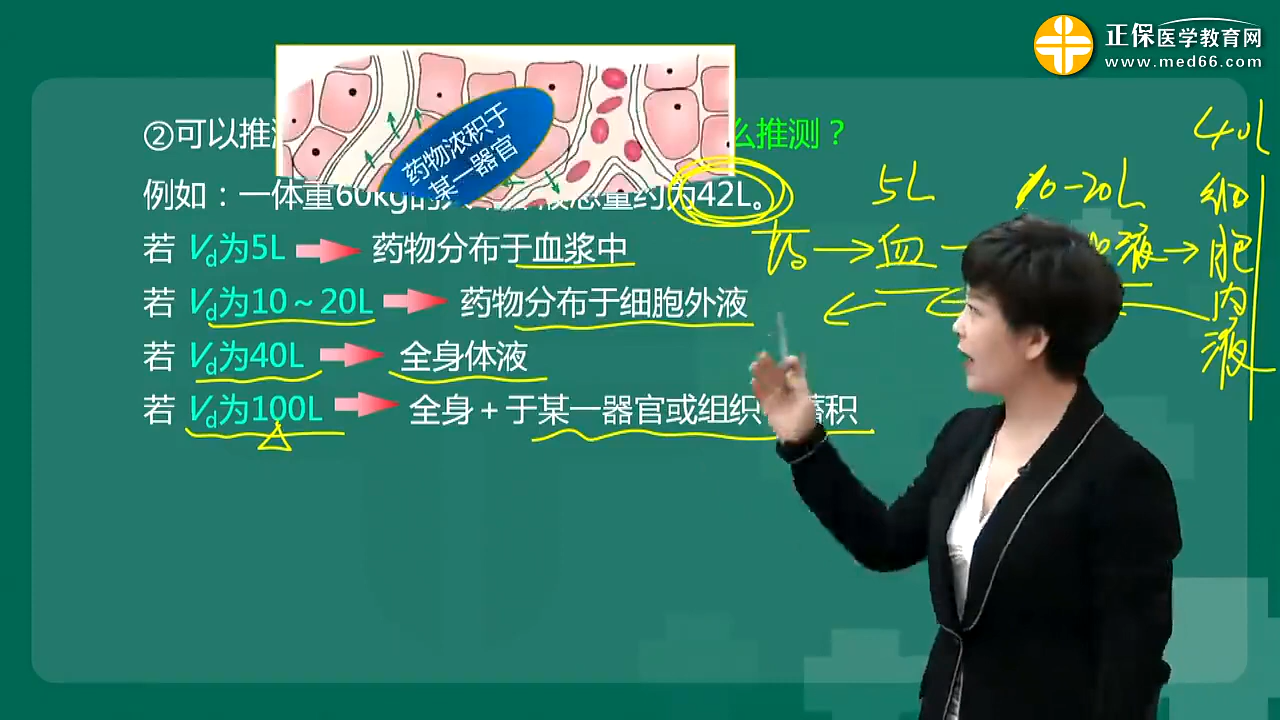 正保医学教育网
www.med66.com
②可以推
么推测？
药物浓积于
某一器官
例如：一体重60kg的
约为42L。
若 Vd为5L 药物分布于血浆中
若 Vd为10～20L 药物分布于细胞外液
若 Vd为40L 全身体液
若 Vd为100L 全身＋于某一器官或组织 蓄积
5L
10-20L
40L
药→血
液→
细胞内液